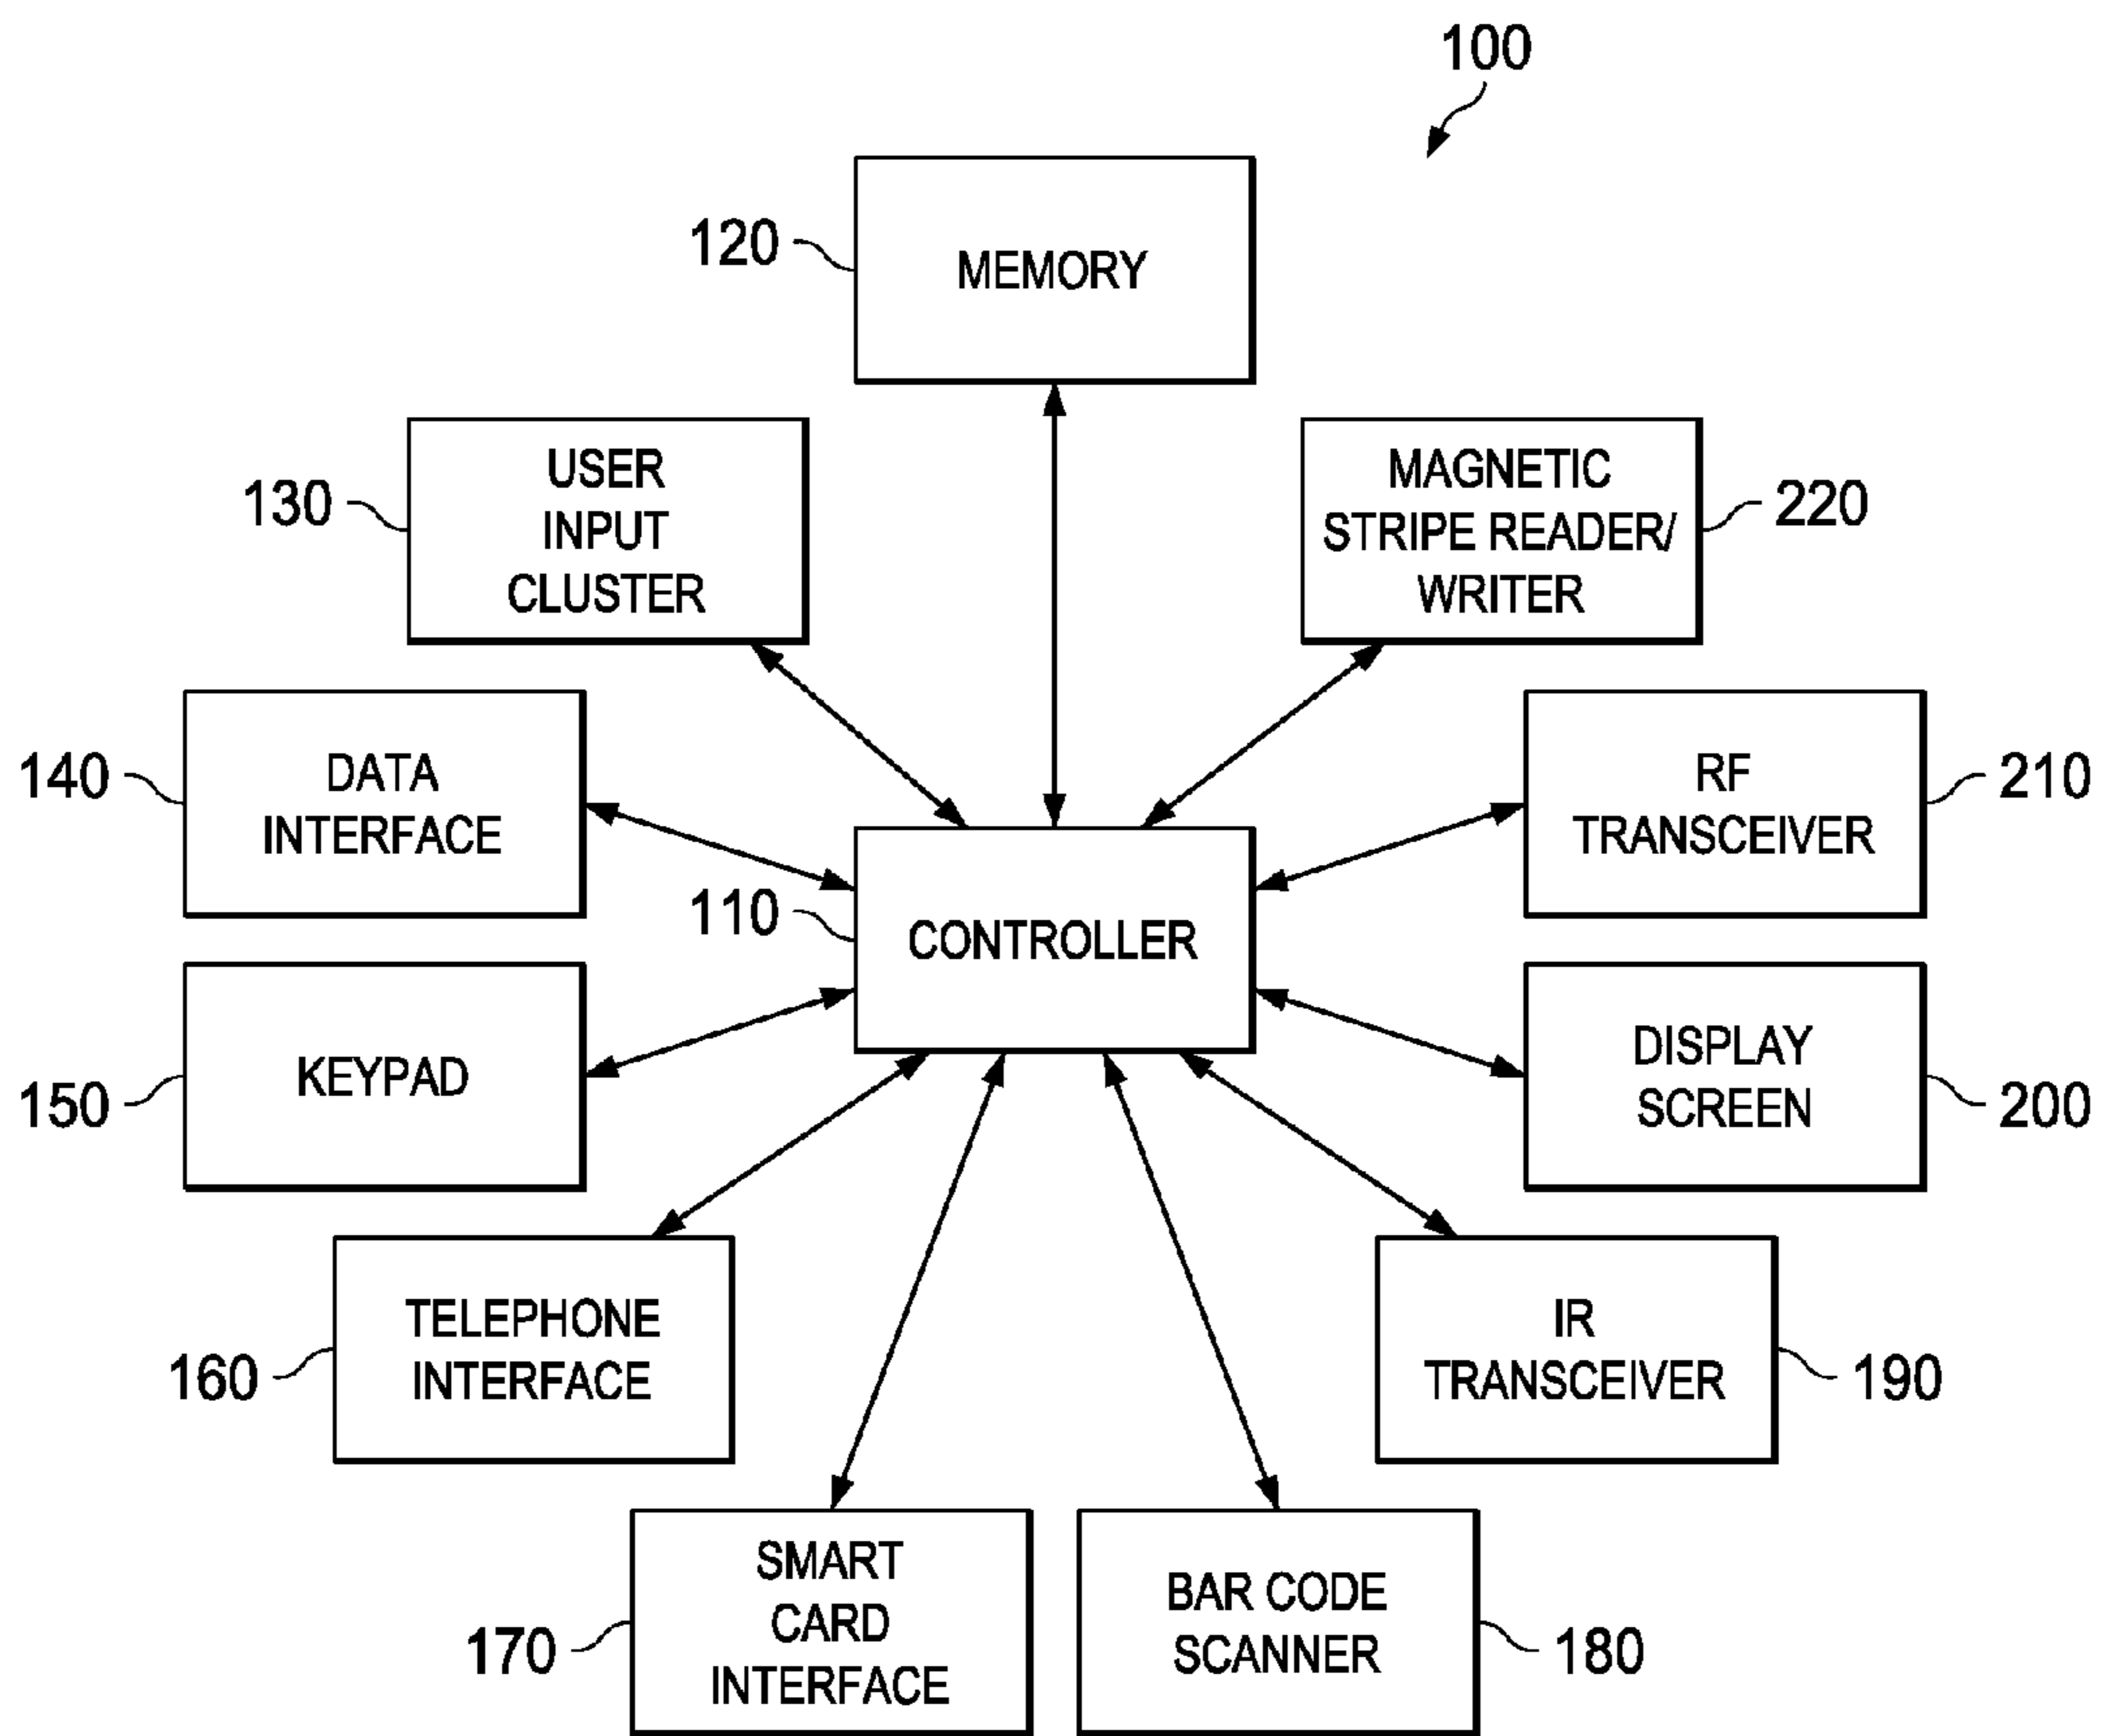 100
120
MEMORY
130
USER
INPUT
CLUSTER
MAGNETIC
STRIPE READER/
WRITER
220
140
DATA
INTERFACE
RF
TRANSCEIVER
210
110
CONTROLLER
150
KEYPAD
DISPLAY
SCREEN
200
160
TELEPHONE
INTERFACE
IR
TRANSCEIVER
190
170
SMART
CARD
INTERFACE
BAR CODE
SCANNER
180